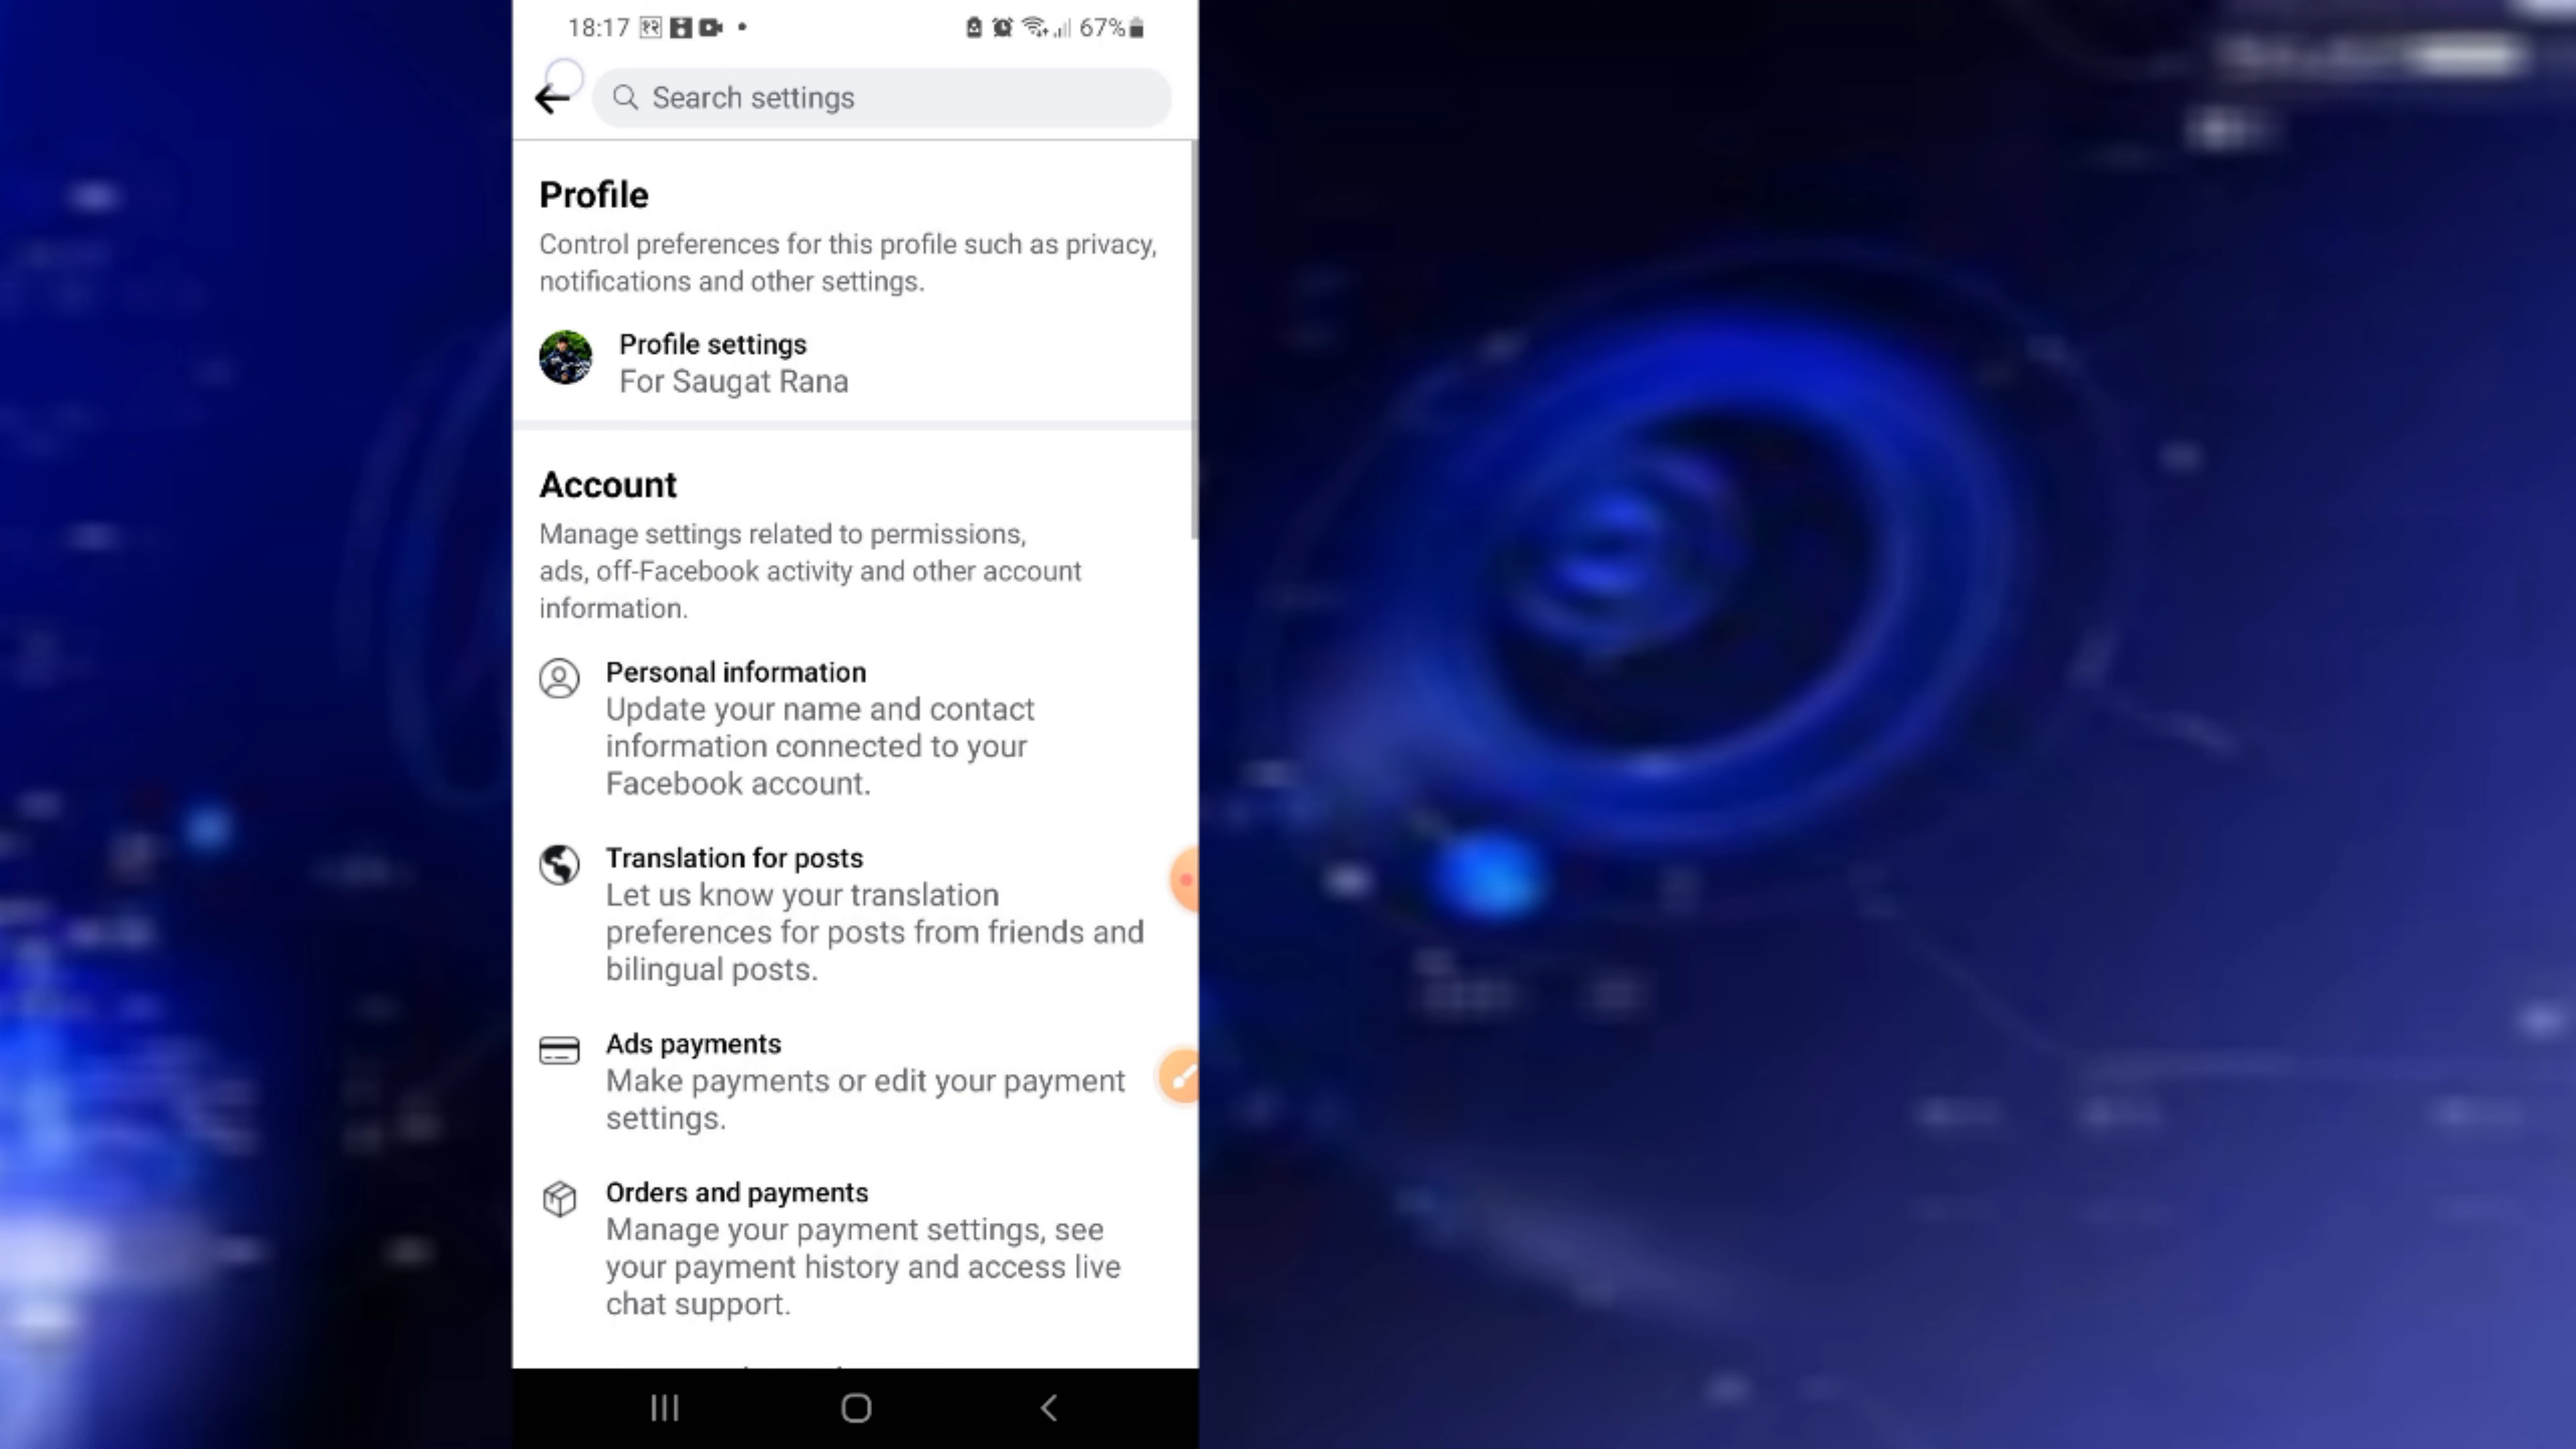 18:17 १२ 67%
Search settings
Profile
Control preferences for this profile such as privacy,
notifications and other settings.
Profile settings
For Saugat Rana
Account
Manage settings related to permissions,
ads, off-Facebook activity and other account
information.
Personal information
Update your name and contact
information connected to your
Facebook account.
Translation for posts
Let us know your translation
preferences for posts from friends and
bilingual posts.
Ads payments
Make payments or edit your payment
settings.
Orders and payments
Manage your payment settings, see
your payment history and access live
chat support.